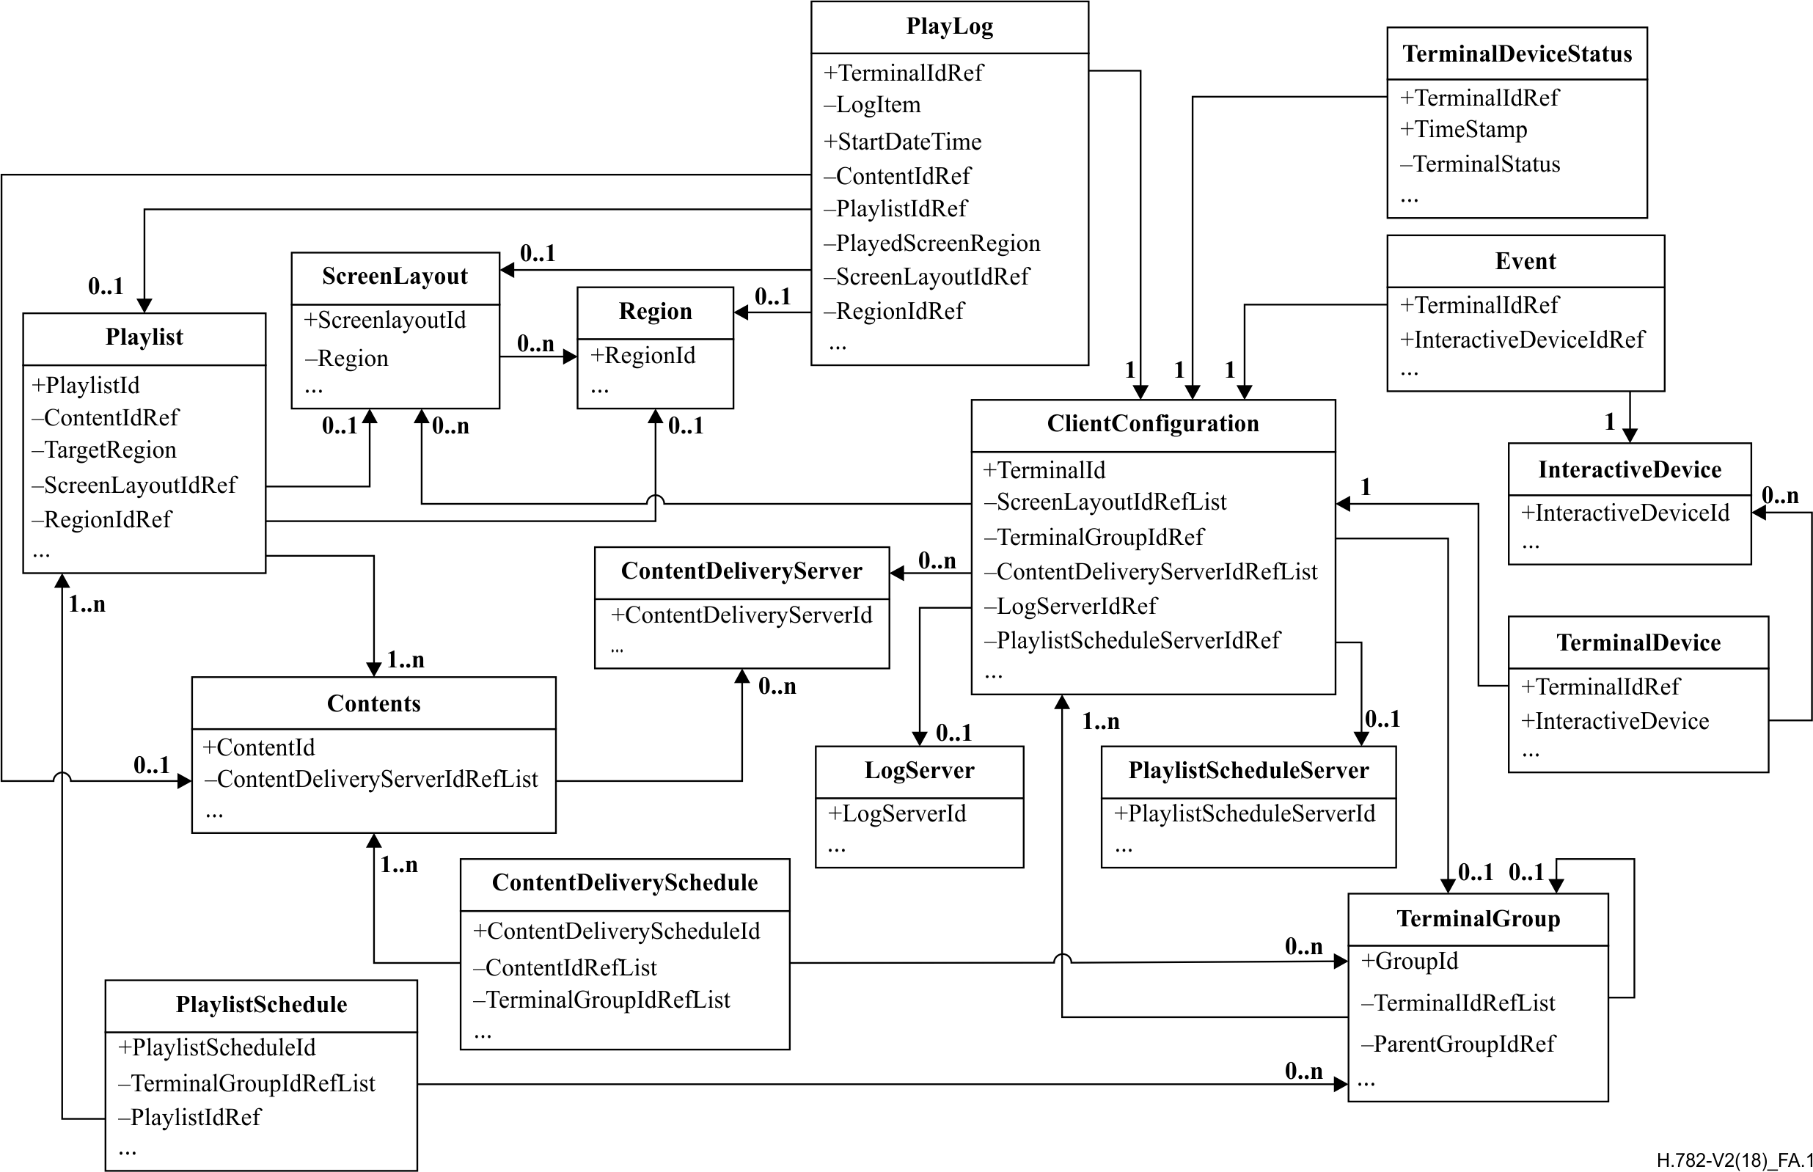 PlayLog
+TerminalIdRef
–LogItem
+StartDateTime
–ContentIdRef
–PlaylistIdRef
–PlayedScreenRegion
–ScreenLayoutIdRef
–RegionIdRef
...
TerminalDeviceStatus
+TerminalIdRef
+TimeStamp
–TerminalStatus
...
Event
+TerminalIdRef
+InteractiveDeviceIdRef
...
0..1
0..1
0..1
0..n
ScreenLayout
+ScreenlayoutId
–Region
...
Region
+RegionId
...
0..1
0..n
0..1
1
1
1
1
Playlist
+PlaylistId
–ContentIdRef
–TargetRegion
–ScreenLayoutIdRef
–RegionIdRef
...
ClientConfiguration
+TerminalId
–ScreenLayoutIdRefList
–TerminalGroupIdRef
–ContentDeliveryServerIdRefList
–LogServerIdRef
–PlaylistScheduleServerIdRef
...
InteractiveDevice
+InteractiveDeviceId
...
0..n
1
ContentDeliveryServer
+ContentDeliveryServerId
...
0..n
0..n
TerminalDevice
+TerminalIdRef
+InteractiveDevice
...
1..n
1..n
0..1
Contents
+ContentId
–ContentDeliveryServerIdRefList
...
0..1
1..n
0..1
LogServer
+LogServerId
...
PlaylistScheduleServer
+PlaylistScheduleServerId
...
1..n
ContentDeliverySchedule
+ContentDeliveryScheduleId
–ContentIdRefList
–TerminalGroupIdRefList
...
0..1
0..1
0..n
0..n
TerminalGroup
+GroupId
–TerminalIdRefList
–ParentGroupIdRef
...
PlaylistSchedule
+PlaylistScheduleId
–TerminalGroupIdRefList
–PlaylistIdRef
...
H.782-V2(18)_FA.1